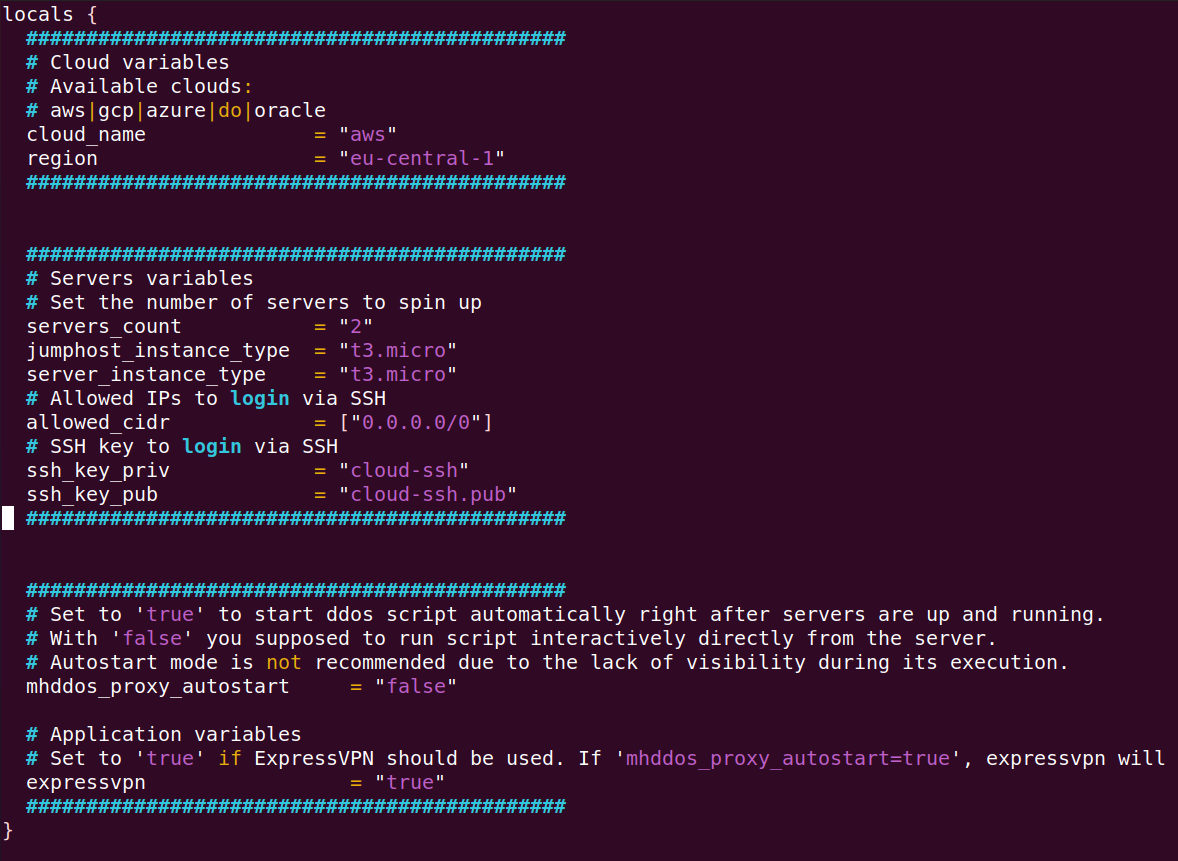 locals {
  #############################################
  # Cloud variables
  # Available clouds:
  # aws|gcp|azure|do|oracle
  cloud_name              = "aws"
  region                  = "eu-central-1"
  #############################################
  #############################################
  # Servers variables
  # Set the number of servers to spin up
  servers_count           = "2"
  jumphost_instance_type  = "t3.micro"
  server_instance_type    = "t3.micro"
  # Allowed IPs to login via SSH
  allowed_cidr            = ["0.0.0.0/0"]
  # SSH key to login via SSH
  ssh_key_priv            = "cloud-ssh"
  ssh_key_pub             = "cloud-ssh.pub"
  #############################################
  #############################################
  # Set to 'true' to start ddos script automatically right after servers are up and running.
  # With 'false' you supposed to run script interactively directly from the server.
  # Autostart mode is not recommended due to the lack of visibility during its execution.
  mhddos_proxy_autostart     = "false"
  # Application variables
  # Set to 'true' if ExpressVPN should be used. If 'mhddos_proxy_autostart=true', expressvpn will
  expressvpn                 = "true"
  #############################################
}